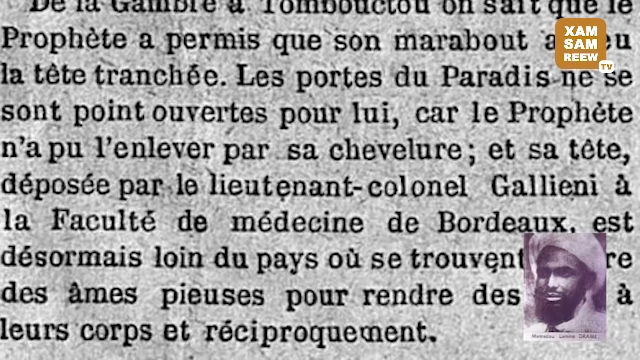 De la Gambie à Tombouctou on sait que le
Prophète a permis que son marabout
la tête tranchée. Les portes du Paradis ne se
sont point ouvertes pour lui, car le Prophète
n'a pu l'enlever par sa chevelure; et sa tête,
déposée par le lieutenant-colonel Gallieni à
la Faculté de médecine de Bordeaux, est
désormais loin du pays où se trouvent
des âmes pieuses pour rendre des à
leurs corps et réciproquement.
XAM
SAM
REEW
TV
Mamadou Lamine DRAME